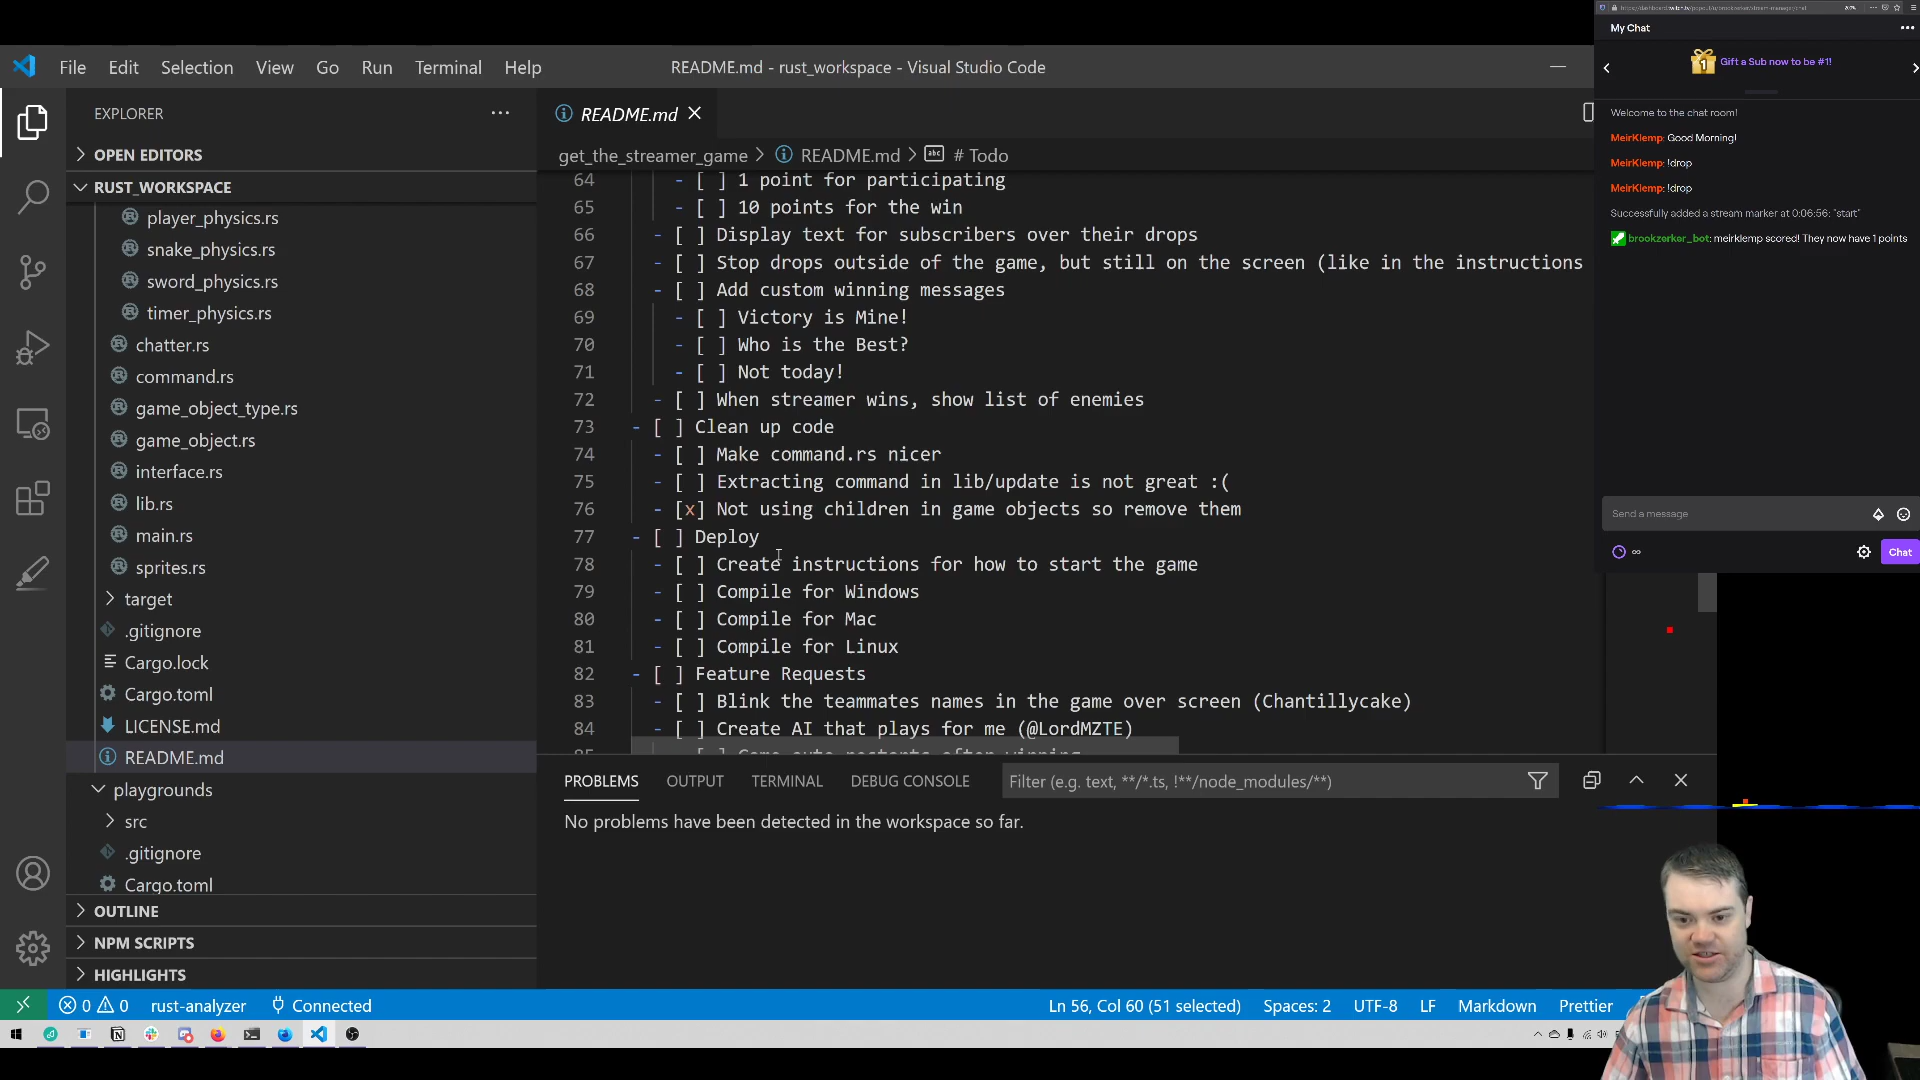 File Edit Selection View Go Run Terminal Help
README.md - rust_workspace - Visual Studio Code
EXPLORER
OPEN EDITORS
RUST_WORKSPACE
player_physics.rs
snake_physics.rs
sword_physics.rs
timer_physics.rs
chatter.rs
command.rs
game_object_type.rs
game_object.rs
interface.rs
lib.rs
main.rs
sprites.rs
target
.gitignore
Cargo.lock
Cargo.toml
LICENSE.md
README.md
playgrounds
src
.gitignore
Cargo.toml
OUTLINE
NPM SCRIPTS
HIGHLIGHTS
README.md
get_the_streamer_game > README.md > # Todo
64 - [ ] 1 point for participating
65 - [ ] 10 points for the win
66 - [ ] Display text for subscribers over their drops
67 - [ ] Stop drops outside of the game, but still on the screen (like in the instructions
68 - [ ] Add custom winning messages
69 - [ ] Victory is Mine!
70 - [ ] Who is the Best?
71 - [ ] Not today!
72 - [ ] When streamer wins, show list of enemies
73 - [ ] Clean up code
74 - [ ] Make command.rs nicer
75 - [ ] Extracting command in lib/update is not great :(
76 - [x] Not using children in game objects so remove them
77 - [ ] Deploy
78 - [ ] Create instructions for how to start the game
79 - [ ] Compile for Windows
80 - [ ] Compile for Mac
81 - [ ] Compile for Linux
82 - [ ] Feature Requests
83 - [ ] Blink the teammates names in the game over screen (Chantillycake)
84 - [ ] Create AI that plays for me (@LordMZTE)
85 - [ ] Game auto restarts after winning
PROBLEMS OUTPUT TERMINAL DEBUG CONSOLE
Filter (e.g. text, **/*.ts, !**/node_modules/**)
No problems have been detected in the workspace so far.
0 0 rust-analyzer Connected
Ln 56, Col 60 (51 selected) Spaces: 2 UTF-8 LF Markdown Prettier
My Chat
1 Gift a Sub now to be #1!
Welcome to the chat room!
MeirKlemp: Good Morning!
MeirKlemp: !drop
MeirKlemp: !drop
Successfully added a stream marker at 0:06:56: "start"
brookzerker_bot: meirklemp scored! They now have 1 points
Send a message
Chat